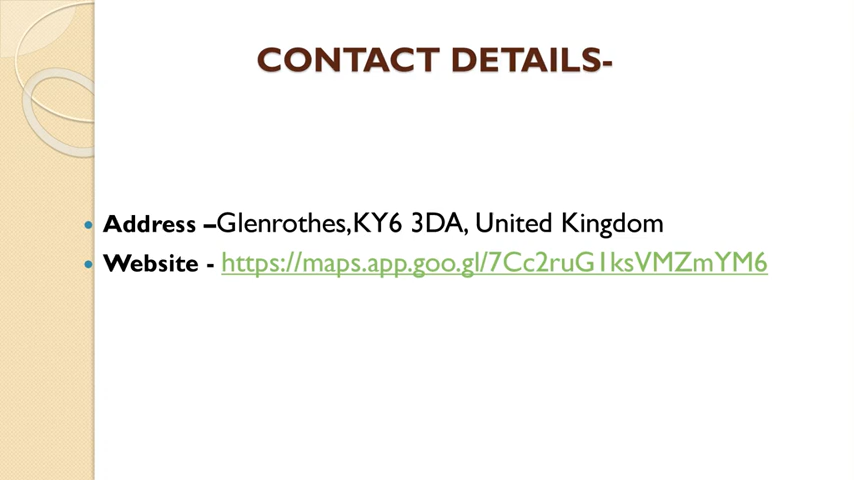 CONTACT DETAILS-
Address –Glenrothes,KY6 3DA, United Kingdom
Website - https://maps.app.goo.gl/7Cc2ruG1ksVMZmYM6